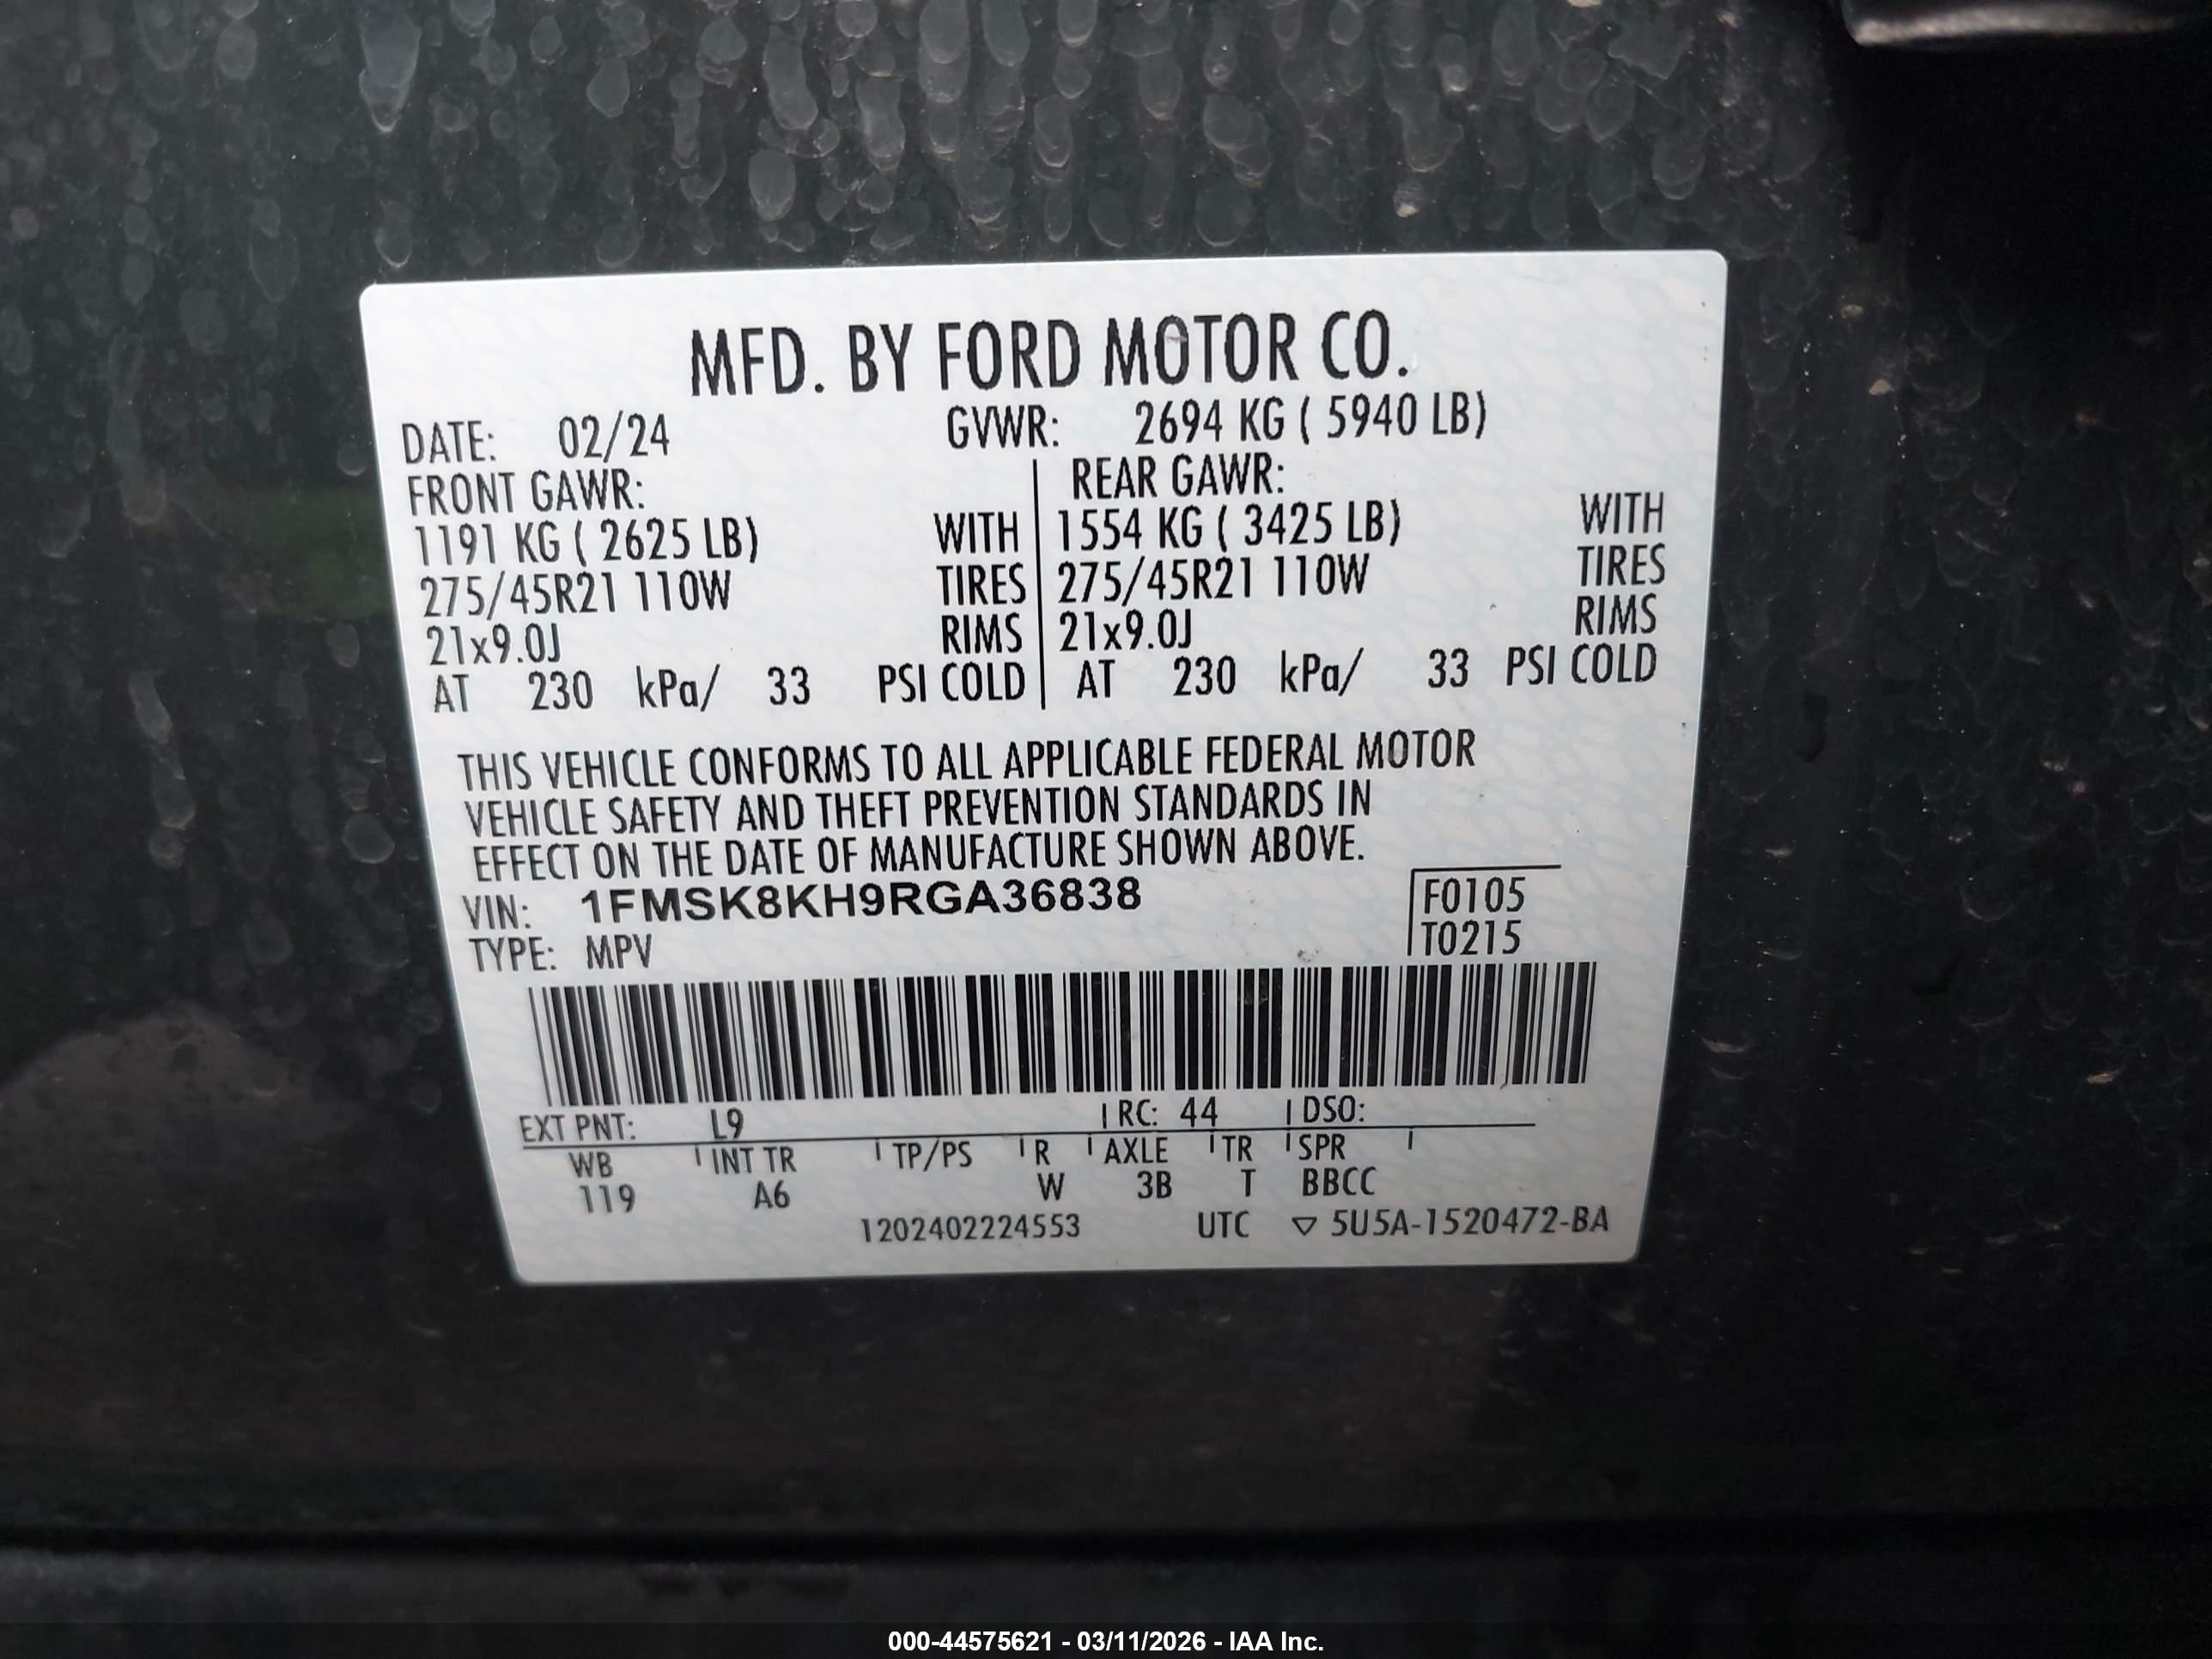 MFD. BY FORD MOTOR CO.
DATE: 02/24 GVWR: 2694 KG ( 5940 LB)
FRONT GAWR: REAR GAWR:
1191 KG ( 2625 LB) WITH 1554 KG ( 3425 LB) WITH
275/45R21 110W TIRES 275/45R21 110W TIRES
21x9.0J RIMS 21x9.0J RIMS
AT 230 kPa/ 33 PSI COLD AT 230 kPa/ 33 PSI COLD
THIS VEHICLE CONFORMS TO ALL APPLICABLE FEDERAL MOTOR
VEHICLE SAFETY AND THEFT PREVENTION STANDARDS IN
EFFECT ON THE DATE OF MANUFACTURE SHOWN ABOVE.
VIN: 1FMSK8KH9RGA36838 F0105
TYPE: MPV T0215
EXT PNT: L9 RC: 44 DSO:
WB INT TR TP/PS R AXLE TR SPR
119 A6 W 3B T BBCC
1202402224553 UTC ▽ 5U5A-1520472-BA
000-44575621 - 03/11/2026 - IAA Inc.